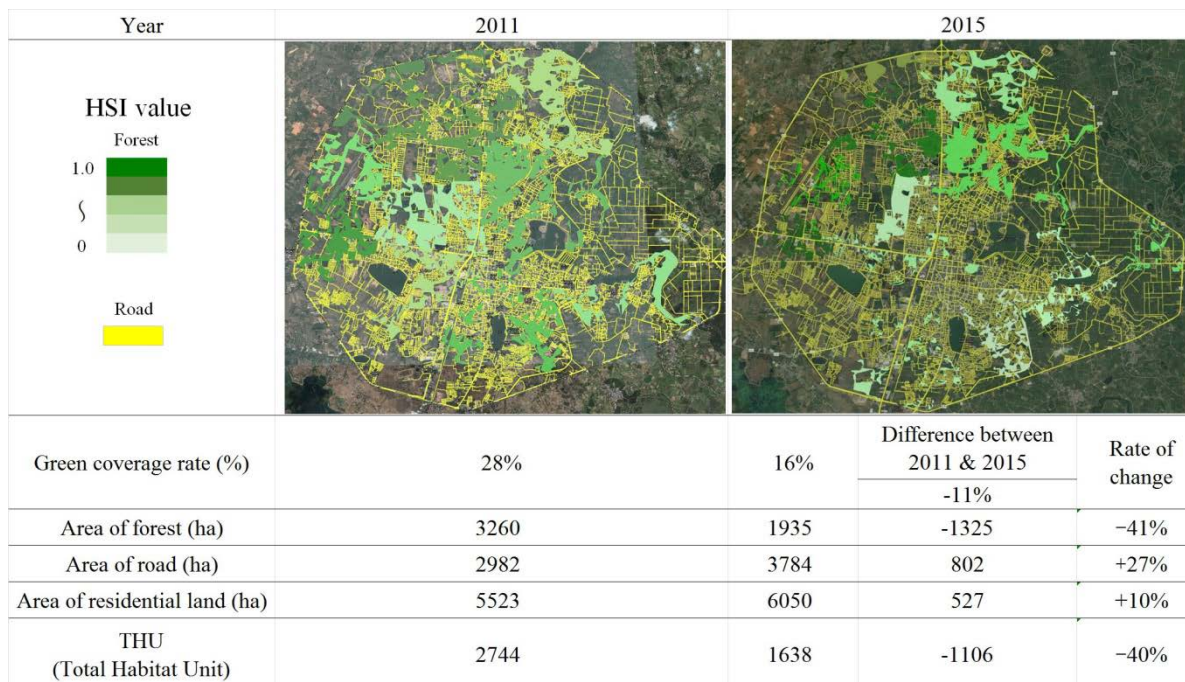 Year 2011 2015
HSI value
Forest
1.0
⟆
0
Road
Green coverage rate (%) 28% 16% Difference between 2011 & 2015 -11% Rate of change
Area of forest (ha) 3260 1935 -1325 −41%
Area of road (ha) 2982 3784 802 +27%
Area of residential land (ha) 5523 6050 527 +10%
THU
(Total Habitat Unit) 2744 1638 -1106 −40%